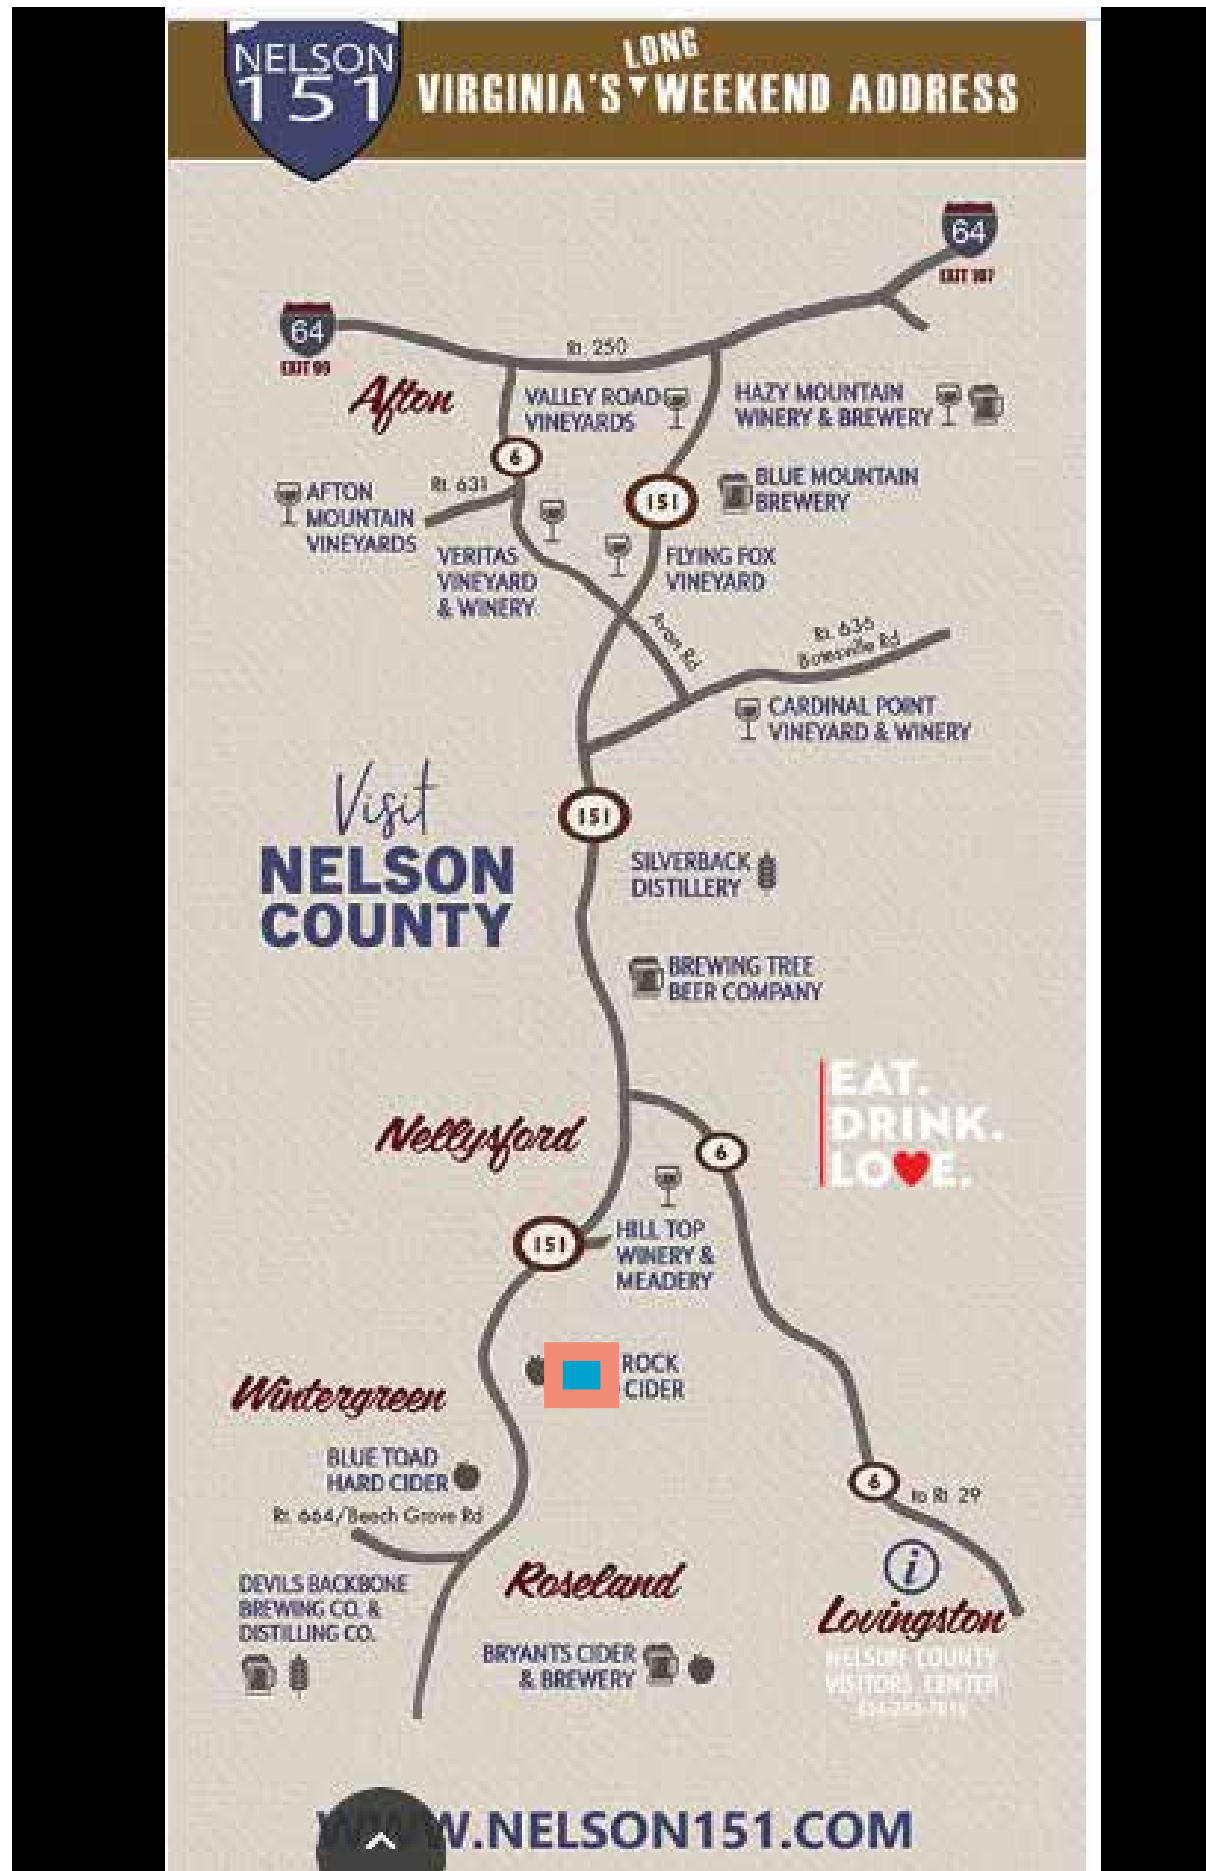 NELSON
151
LONG
VIRGINIA'S WEEKEND ADDRESS
64
EXIT 107
64
EXIT 99
Rt. 250
Afton
VALLEY ROAD
VINEYARDS
HAZY MOUNTAIN
WINERY & BREWERY
6
Rt. 631
AFTON
MOUNTAIN
VINEYARDS
151
BLUE MOUNTAIN
BREWERY
VERITAS
VINEYARD
& WINERY
FLYING FOX
VINEYARD
Avon Rd
Rt. 636
Batesville Rd
CARDINAL POINT
VINEYARD & WINERY
Visit
NELSON
COUNTY
151
SILVERBACK
DISTILLERY
BREWING TREE
BEER COMPANY
EAT.
DRINK.
LOVE.
Nellysford
6
151
HILL TOP
WINERY &
MEADERY
ROCK
CIDER
Wintergreen
BLUE TOAD
HARD CIDER
Rt. 664/Beech Grove Rd
6
to Rt. 29
DEVILS BACKBONE
BREWING CO. &
DISTILLING CO.
Roseland
BRYANTS CIDER
& BREWERY
i
Lovingston
NELSON COUNTY
VISITORS CENTER
.NELSON151.COM